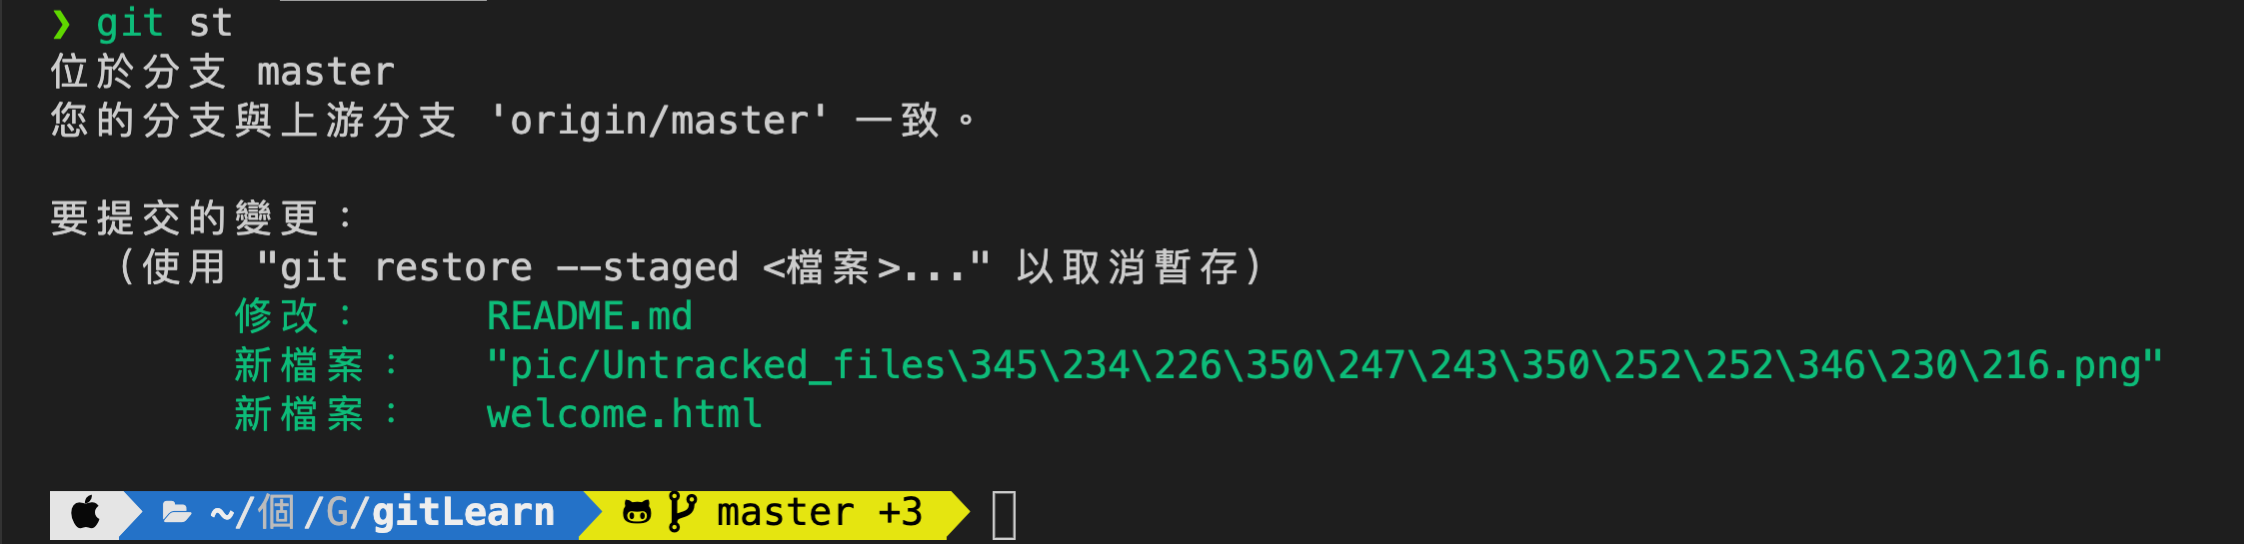 ❯ git st
位於分支 master
您的分支與上游分支 'origin/master' 一致。
要提交的變更：
（使用 "git restore --staged <檔案>..." 以取消暫存）
修改： README.md
新檔案： "pic/Untracked_files\345\234\226\350\247\243\350\252\252\346\230\216.png"
新檔案： welcome.html
~/個/G/gitLearn master +3